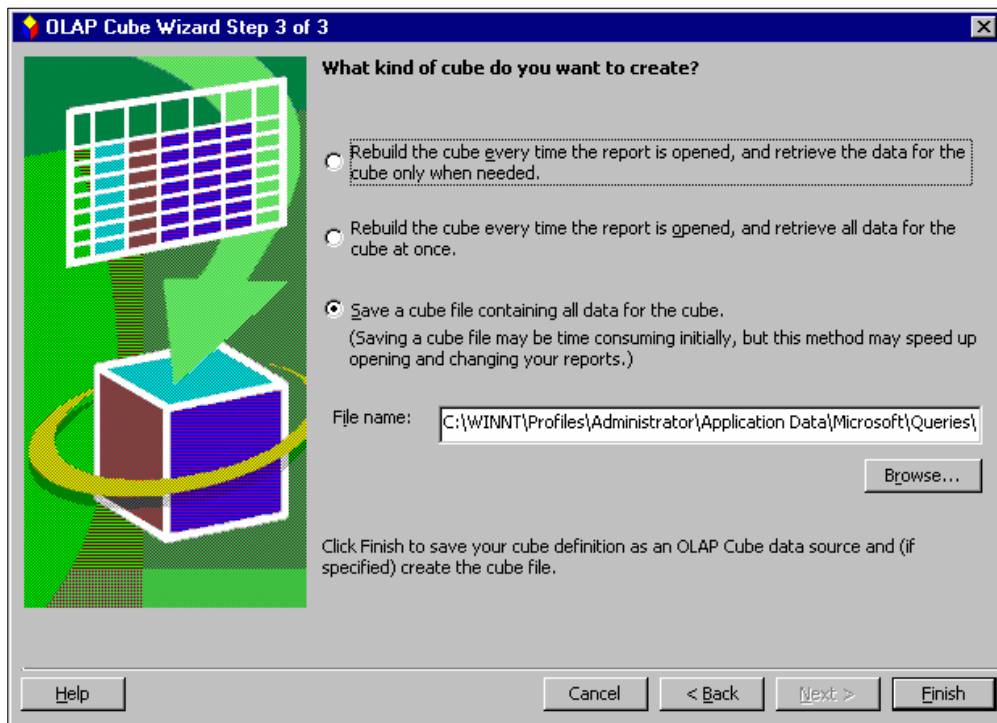 OLAP Cube Wizard Step 3 of 3
What kind of cube do you want to create?
Rebuild the cube every time the report is opened, and retrieve the data for the
cube only when needed.
Rebuild the cube every time the report is opened, and retrieve all data for the
cube at once.
Save a cube file containing all data for the cube.
(Saving a cube file may be time consuming initially, but this method may speed up
opening and changing your reports.)
File name: C:\WINNT\Profiles\Administrator\Application Data\Microsoft\Queries\
Browse...
Click Finish to save your cube definition as an OLAP Cube data source and (if
specified) create the cube file.
Help Cancel < Back Next > Finish